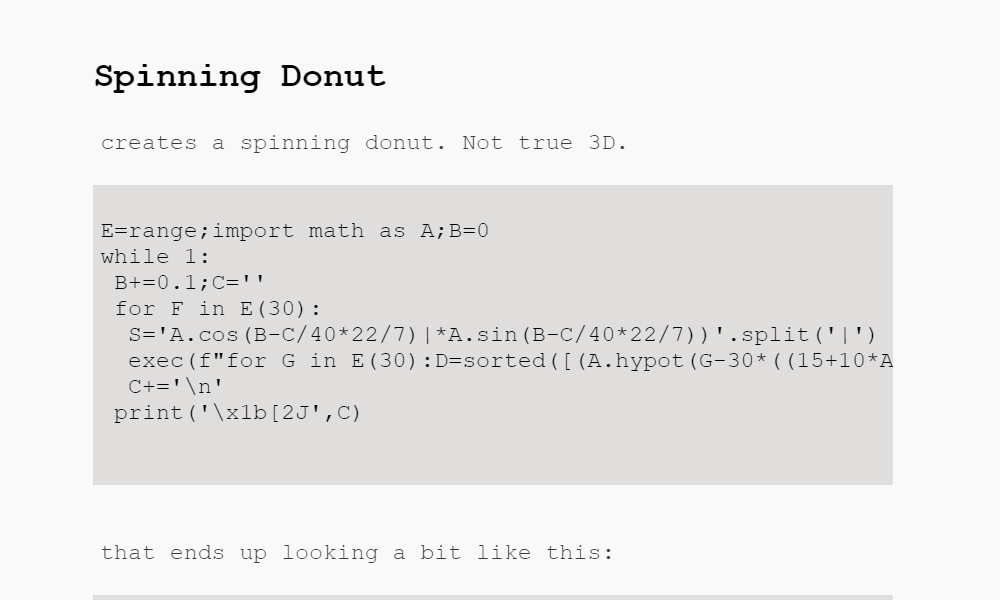 Spinning Donut
creates a spinning donut. Not true 3D.
E=range;import math as A;B=0
while 1:
 B+=0.1;C=''
 for F in E(30):
  S='A.cos(B-C/40*22/7)|*A.sin(B-C/40*22/7))'.split('|')
  exec(f"for G in E(30):D=sorted([(A.hypot(G-30*((15+10*A
  C+='\n'
 print('\x1b[2J',C)
that ends up looking a bit like this: